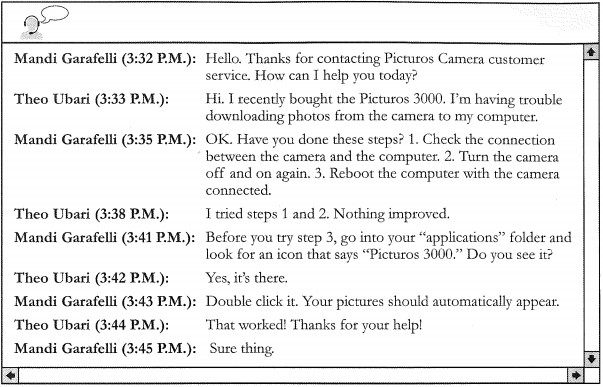 Mandi Garafelli (3:32 P.M.): Hello. Thanks for contacting Picturos Camera customer
service. How can I help you today?
Theo Ubari (3:33 P.M.): Hi. I recently bought the Picturos 3000. I'm having trouble
downloading photos from the camera to my computer.
Mandi Garafelli (3:35 P.M.): OK. Have you done these steps? 1. Check the connection
between the camera and the computer. 2. Turn the camera
off and on again. 3. Reboot the computer with the camera
connected.
Theo Ubari (3:38 P.M.): I tried steps 1 and 2. Nothing improved.
Mandi Garafelli (3:41 P.M.): Before you try step 3, go into your “applications” folder and
look for an icon that says “Picturos 3000.” Do you see it?
Theo Ubari (3:42 P.M.): Yes, it's there.
Mandi Garafelli (3:43 P.M.): Double click it. Your pictures should automatically appear.
Theo Ubari (3:44 P.M.): That worked! Thanks for your help!
Mandi Garafelli (3:45 P.M.): Sure thing.